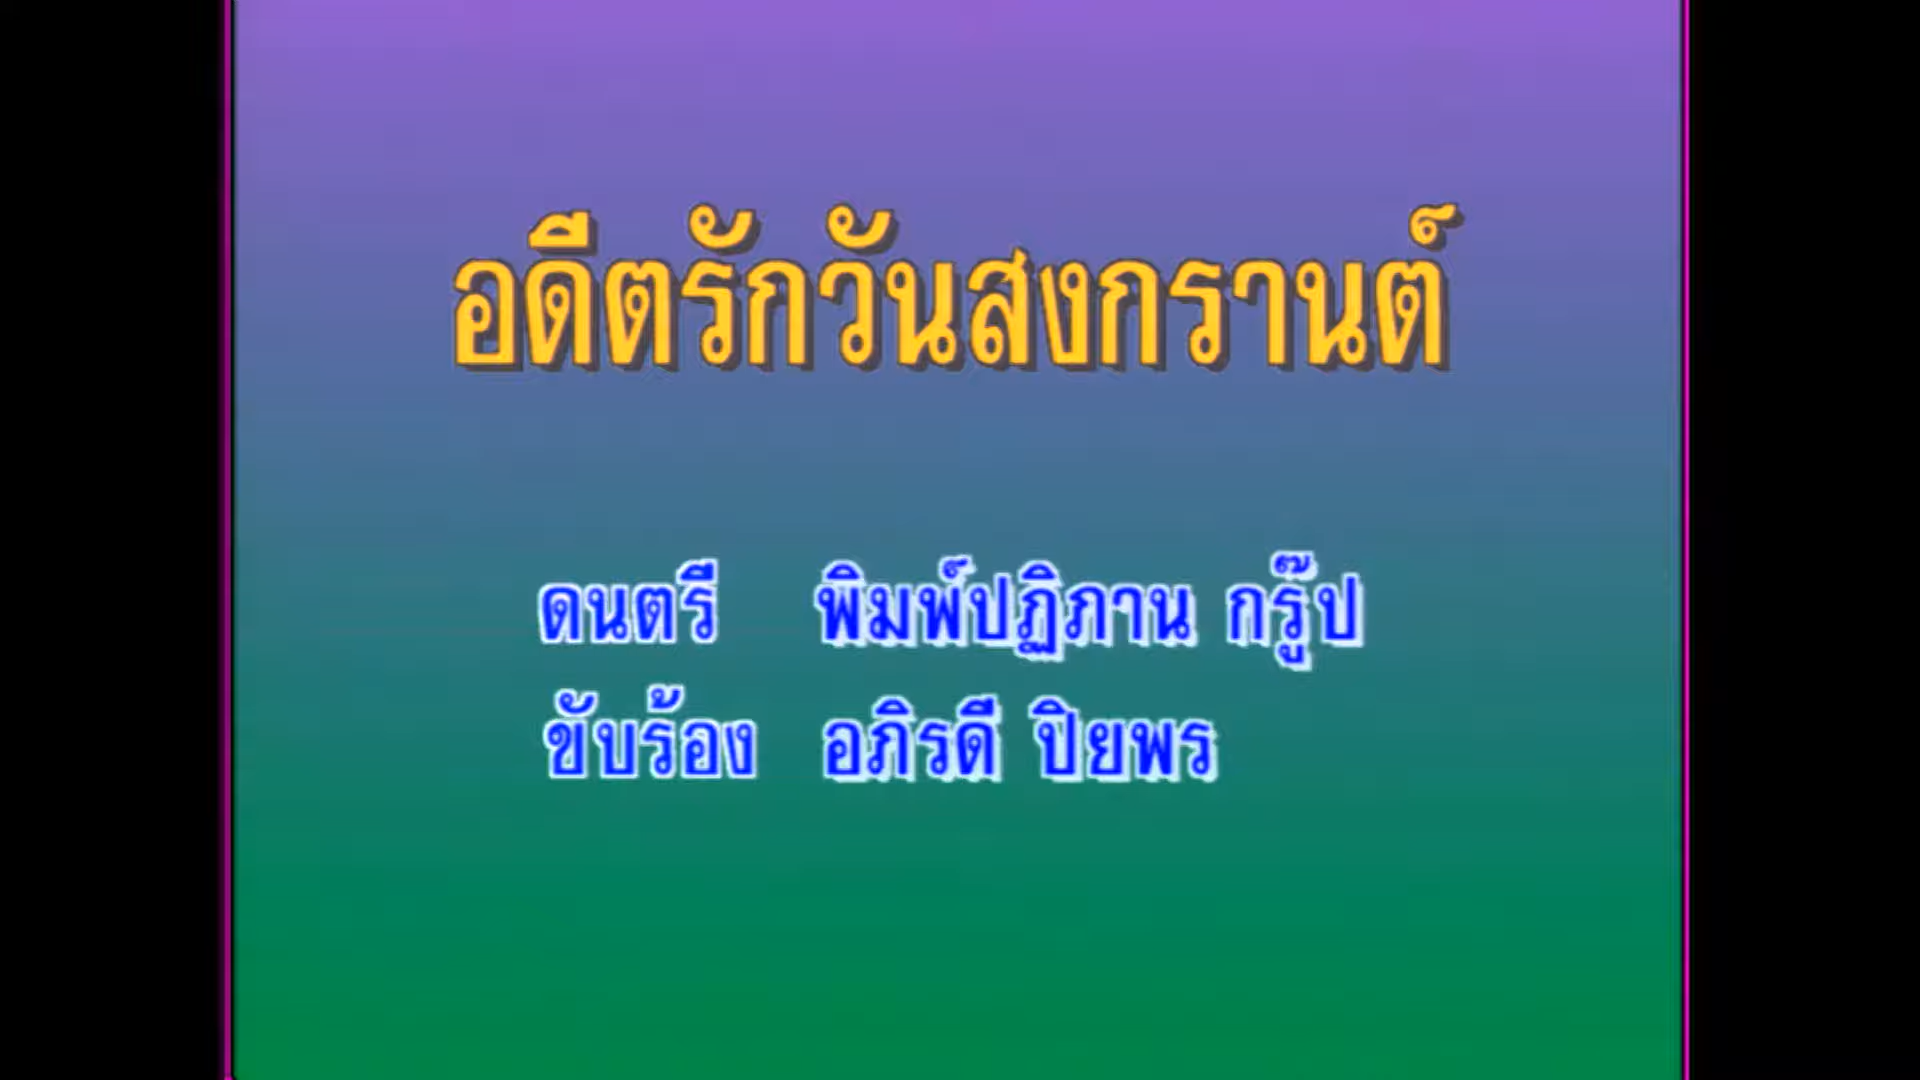 อดีตรักวันสงกรานต์
ดนตรี พิมพ์ปฏิภาน กรุ๊ป
ขับร้อง อภิรดี ปิยพร